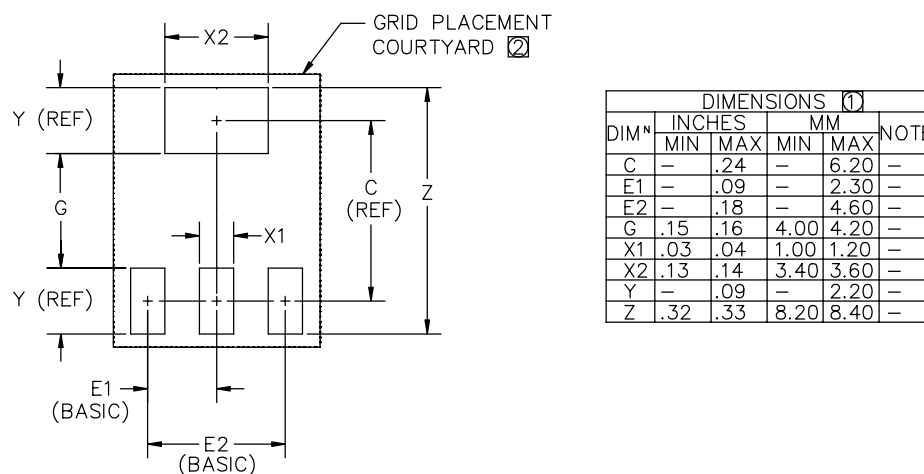 GRID PLACEMENT
COURTYARD 2
X2
Y (REF)
G
C
(REF)
Z
X1
Y (REF)
E1
(BASIC)
E2
(BASIC)
DIMENSIONS 1
DIMN INCHES MM NOTE
MIN MAX MIN MAX
C – .24 – 6.20 –
E1 – .09 – 2.30 –
E2 – .18 – 4.60 –
G .15 .16 4.00 4.20 –
X1 .03 .04 1.00 1.20 –
X2 .13 .14 3.40 3.60 –
Y – .09 – 2.20 –
Z .32 .33 8.20 8.40 –